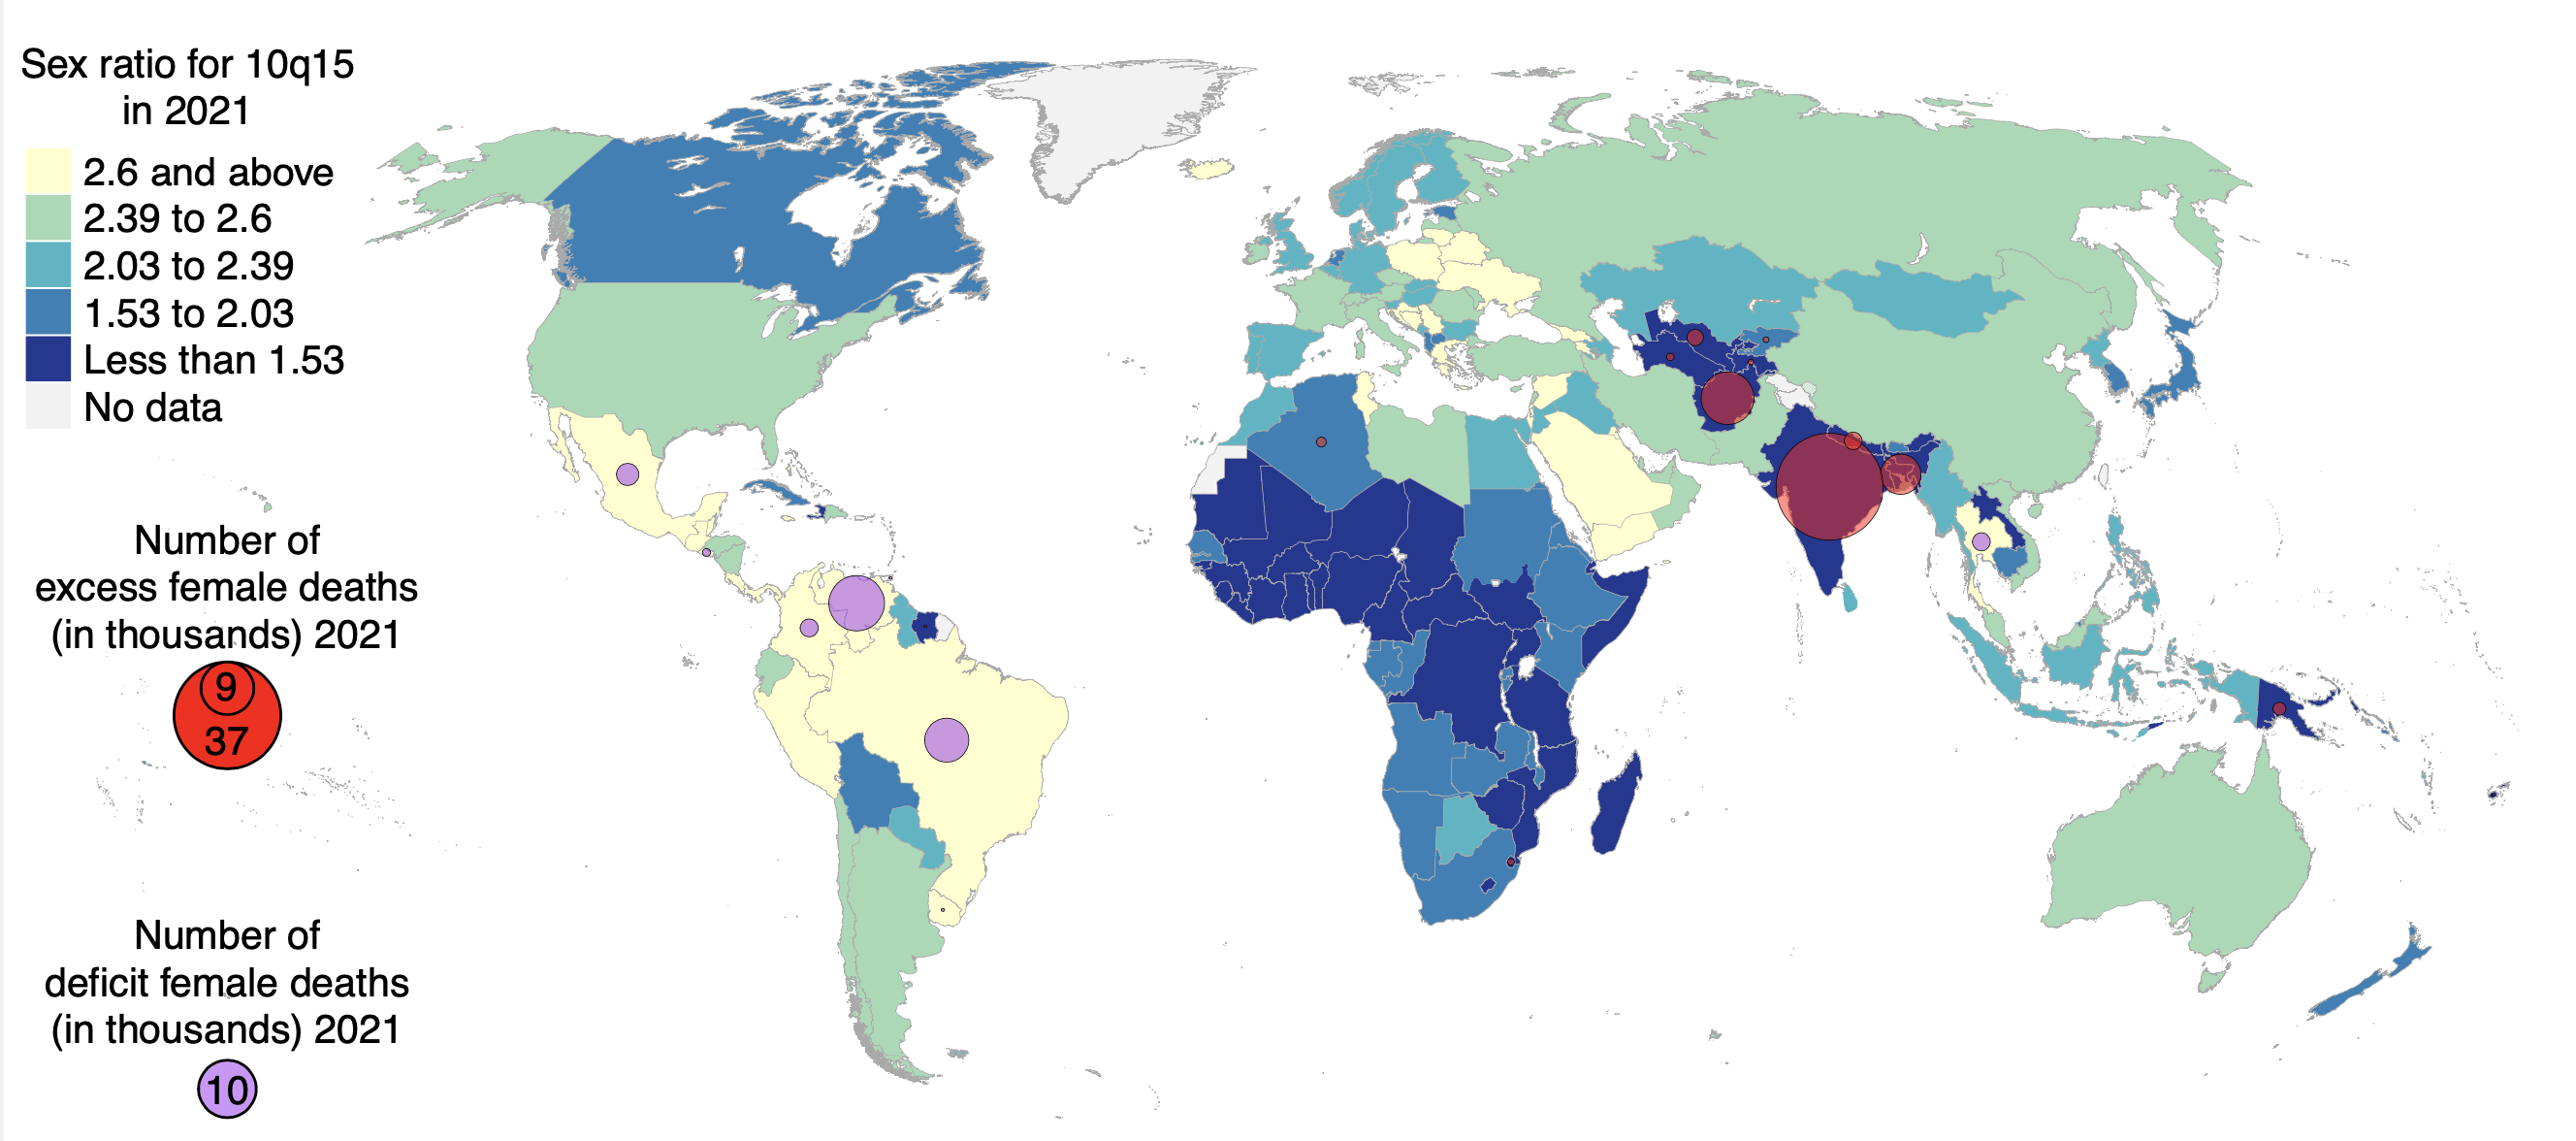 Sex ratio for 10q15
in 2021
2.6 and above
2.39 to 2.6
2.03 to 2.39
1.53 to 2.03
Less than 1.53
No data
Number of
excess female deaths
(in thousands) 2021
9
37
Number of
deficit female deaths
(in thousands) 2021
10